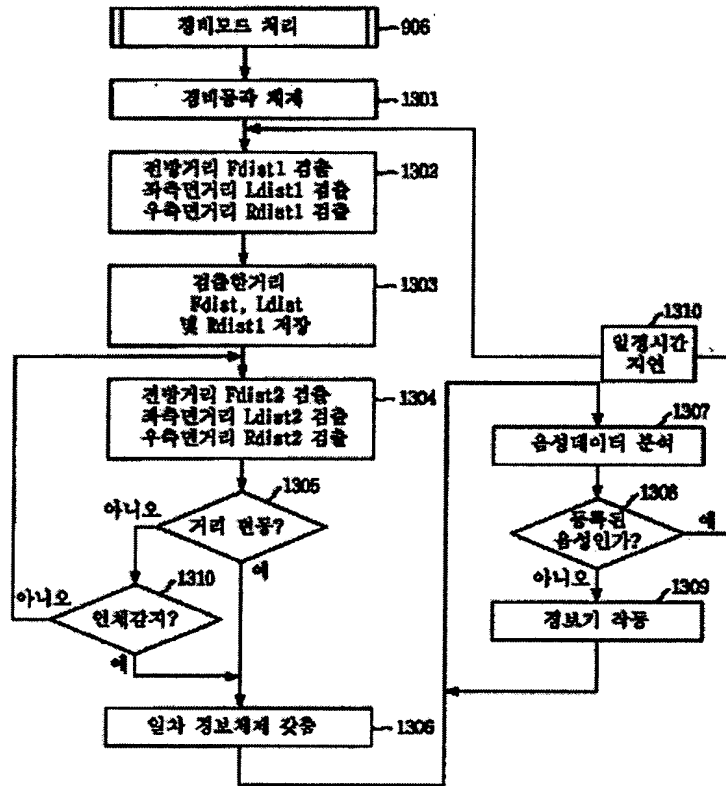 경비모드 처리
906
경비동작 체제
1301
전방거리 Fdist1 검출
좌측면거리 Ldist1 검출
우측면거리 Rdist1 검출
1302
검출한거리
Fdist, Ldist
및 Rdist1 저장
1303
전방거리 Fdist2 검출
좌측면거리 Ldist2 검출
우측면거리 Rdist2 검출
1304
거리 변동?
1305
아니오
예
인체감지?
1310
아니오
예
일차 경보체제 갖춤
1306
1310
일정시간
지연
1307
음성데이터 분석
1308
등록된
음성인가?
예
아니오
1309
경보기 작동